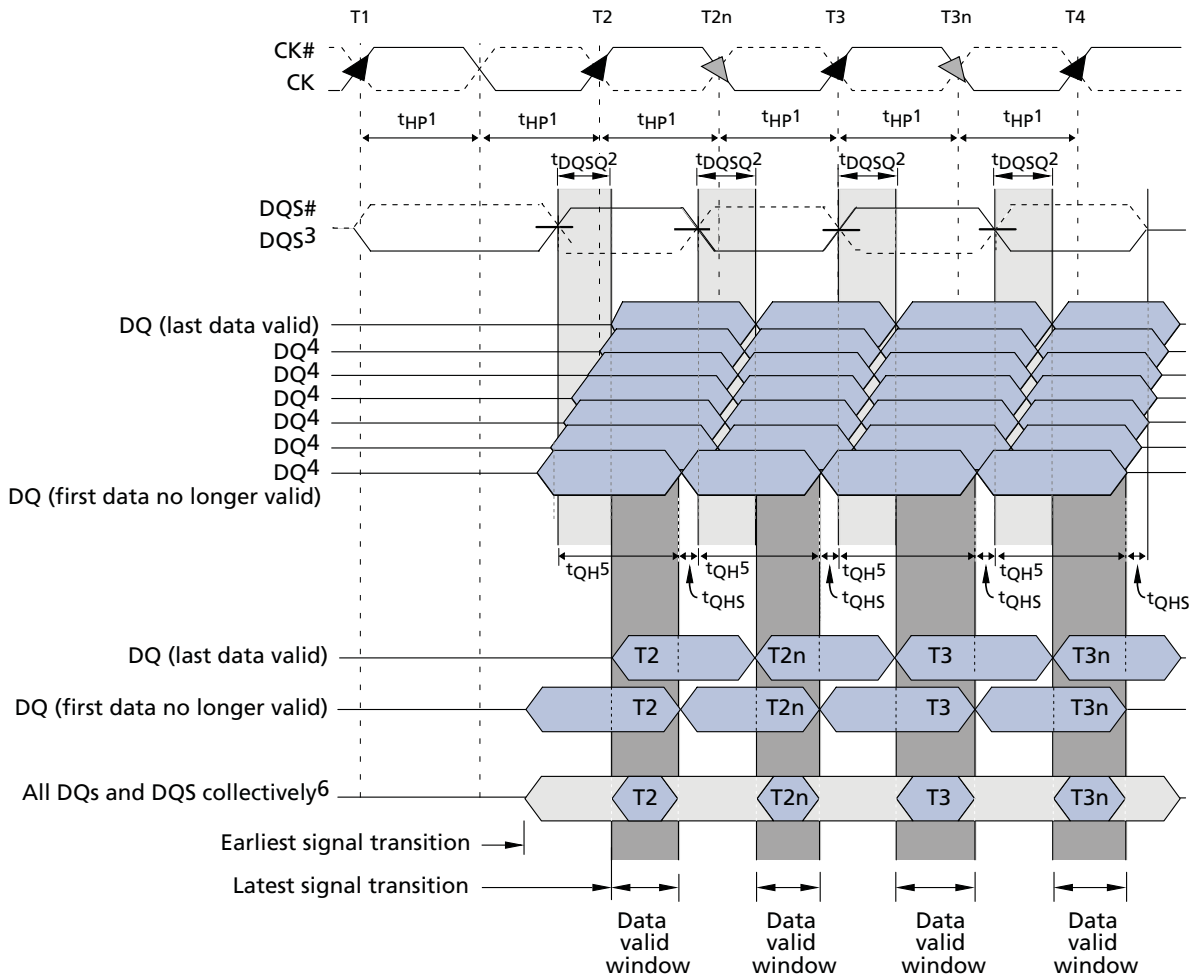 T1 T2 T2n T3 T3n T4
CK#
CK
tHP1 tHP1 tHP1 tHP1 tHP1 tHP1
tDQSQ2 tDQSQ2 tDQSQ2 tDQSQ2
DQS#
DQS3
DQ (last data valid)
DQ4
DQ4
DQ4
DQ4
DQ4
DQ4
DQ (first data no longer valid)
tQH5 tQH5 tQH5 tQH5
tQHS tQHS tQHS tQHS
DQ (last data valid) T2 T2n T3 T3n
DQ (first data no longer valid) T2 T2n T3 T3n
All DQs and DQS collectively6 T2 T2n T3 T3n
Earliest signal transition
Latest signal transition
Data valid window
Data valid window
Data valid window
Data valid window